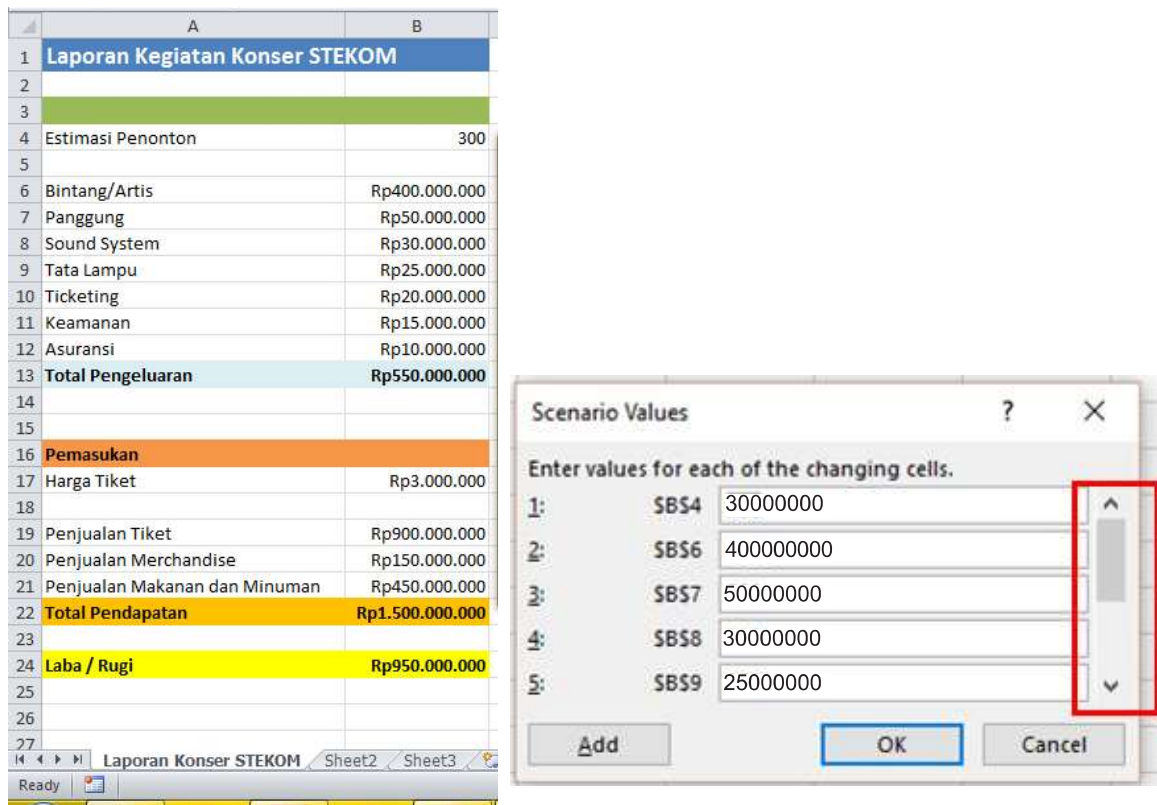 A B
1 Laporan Kegiatan Konser STEKOM
2
3
4 Estimasi Penonton 300
5
6 Bintang/Artis Rp400.000.000
7 Panggung Rp50.000.000
8 Sound System Rp30.000.000
9 Tata Lampu Rp25.000.000
10 Ticketing Rp20.000.000
11 Keamanan Rp15.000.000
12 Asuransi Rp10.000.000
13 Total Pengeluaran Rp550.000.000
14
15
16 Pemasukan
17 Harga Tiket Rp3.000.000
18
19 Penjualan Tiket Rp900.000.000
20 Penjualan Merchandise Rp150.000.000
21 Penjualan Makanan dan Minuman Rp450.000.000
22 Total Pendapatan Rp1.500.000.000
23
24 Laba / Rugi Rp950.000.000
25
26
27
Laporan Konser STEKOM Sheet2 Sheet3
Ready
Scenario Values ?
Enter values for each of the changing cells.
1: $B$4 30000000
2: $B$6 400000000
3: $B$7 50000000
4: $B$8 30000000
5: $B$9 25000000
Add OK Cancel